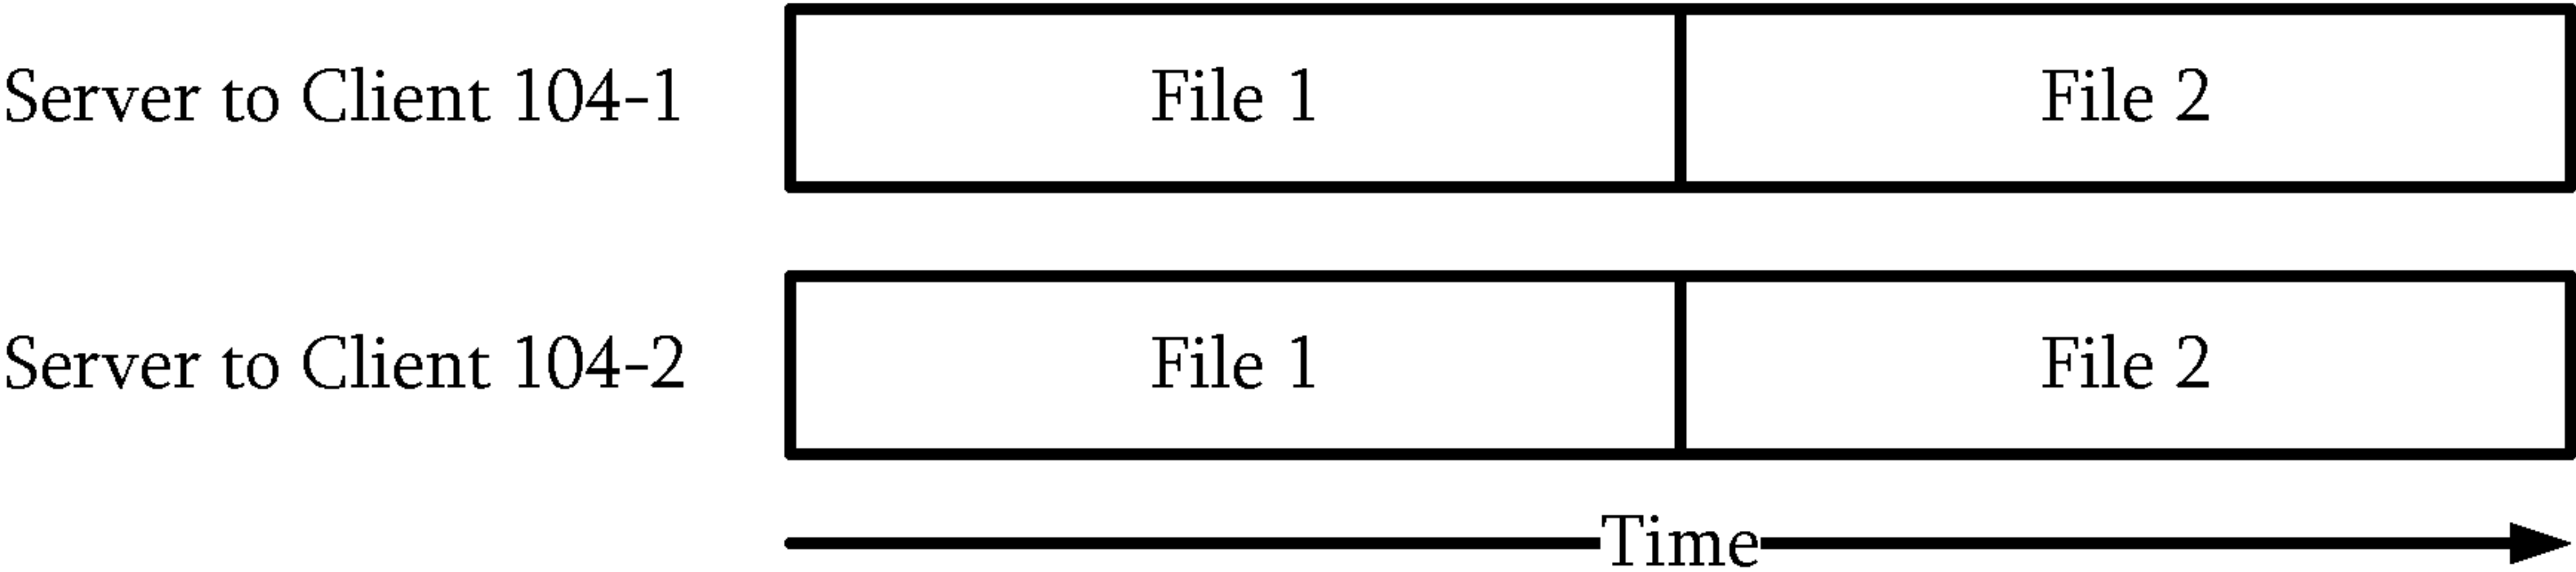 Server to Client 104-1 File 1 File 2
Server to Client 104-2 File 1 File 2
Time